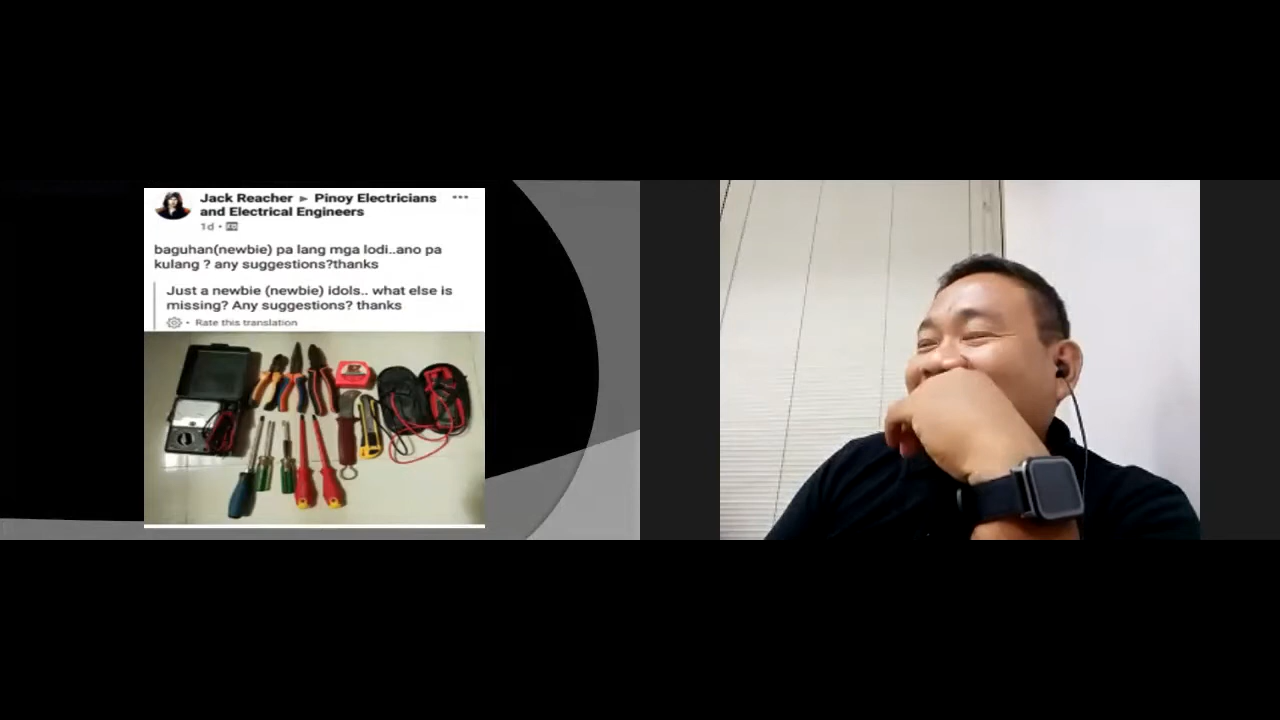 Jack Reacher ► Pinoy Electricians
and Electrical Engineers
1d •
baguhan(newbie) pa lang mga lodi..ano pa
kulang ? any suggestions?thanks
Just a newbie (newbie) idols.. what else is
missing? Any suggestions? thanks
• Rate this translation